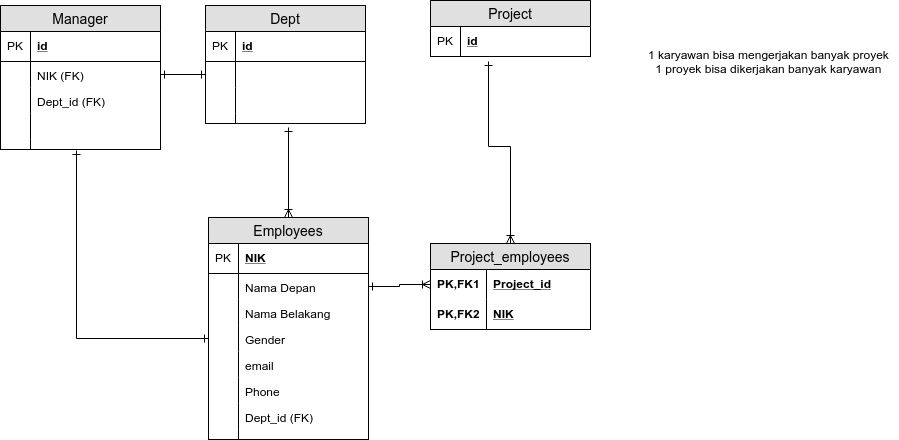 Manager
PK id
NIK (FK)
Dept_id (FK)
Dept
PK id
Project
PK id
1 karyawan bisa mengerjakan banyak proyek
1 proyek bisa dikerjakan banyak karyawan
Employees
PK NIK
Nama Depan
Nama Belakang
Gender
email
Phone
Dept_id (FK)
Project_employees
PK,FK1 Project_id
PK,FK2 NIK